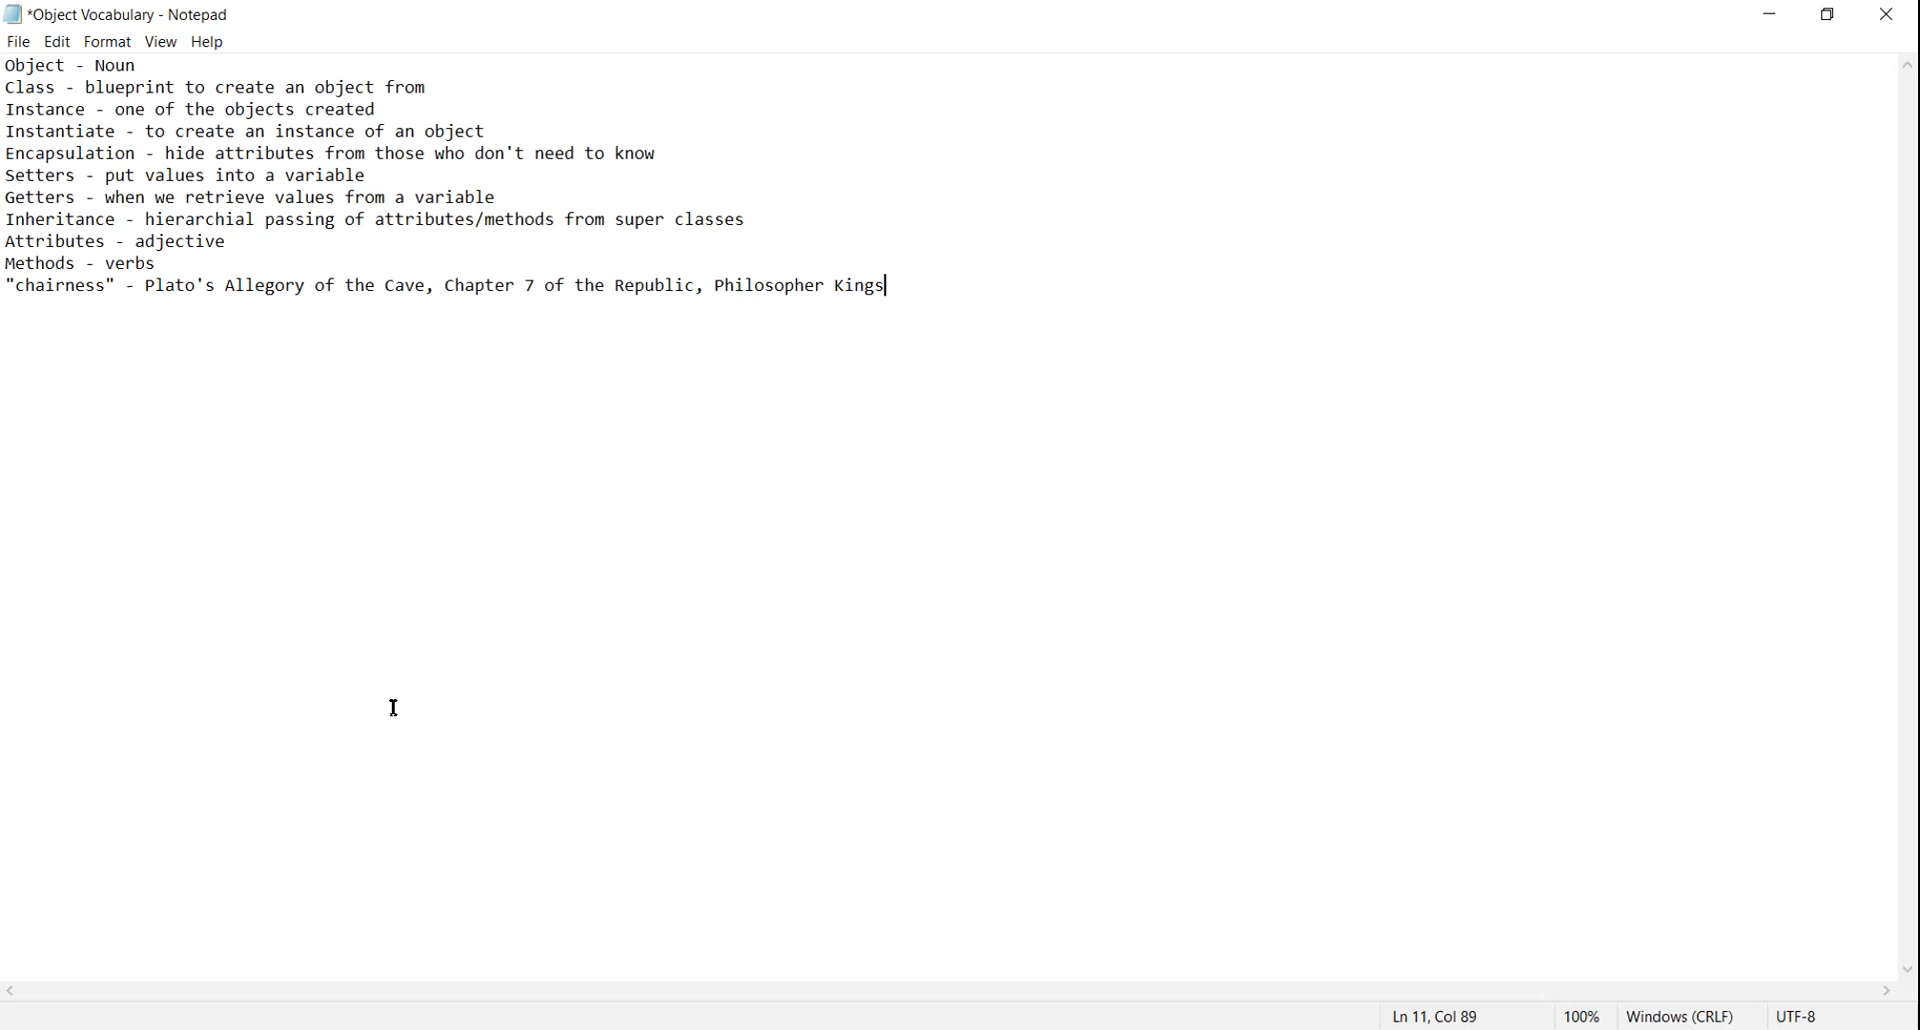 *Object Vocabulary - Notepad
File Edit Format View Help
Object - Noun
Class - blueprint to create an object from
Instance - one of the objects created
Instantiate - to create an instance of an object
Encapsulation - hide attributes from those who don't need to know
Setters - put values into a variable
Getters - when we retrieve values from a variable
Inheritance - hierarchial passing of attributes/methods from super classes
Attributes - adjective
Methods - verbs
"chairness" - Plato's Allegory of the Cave, Chapter 7 of the Republic, Philosopher Kings
Ln 11, Col 89 100% Windows (CRLF) UTF-8